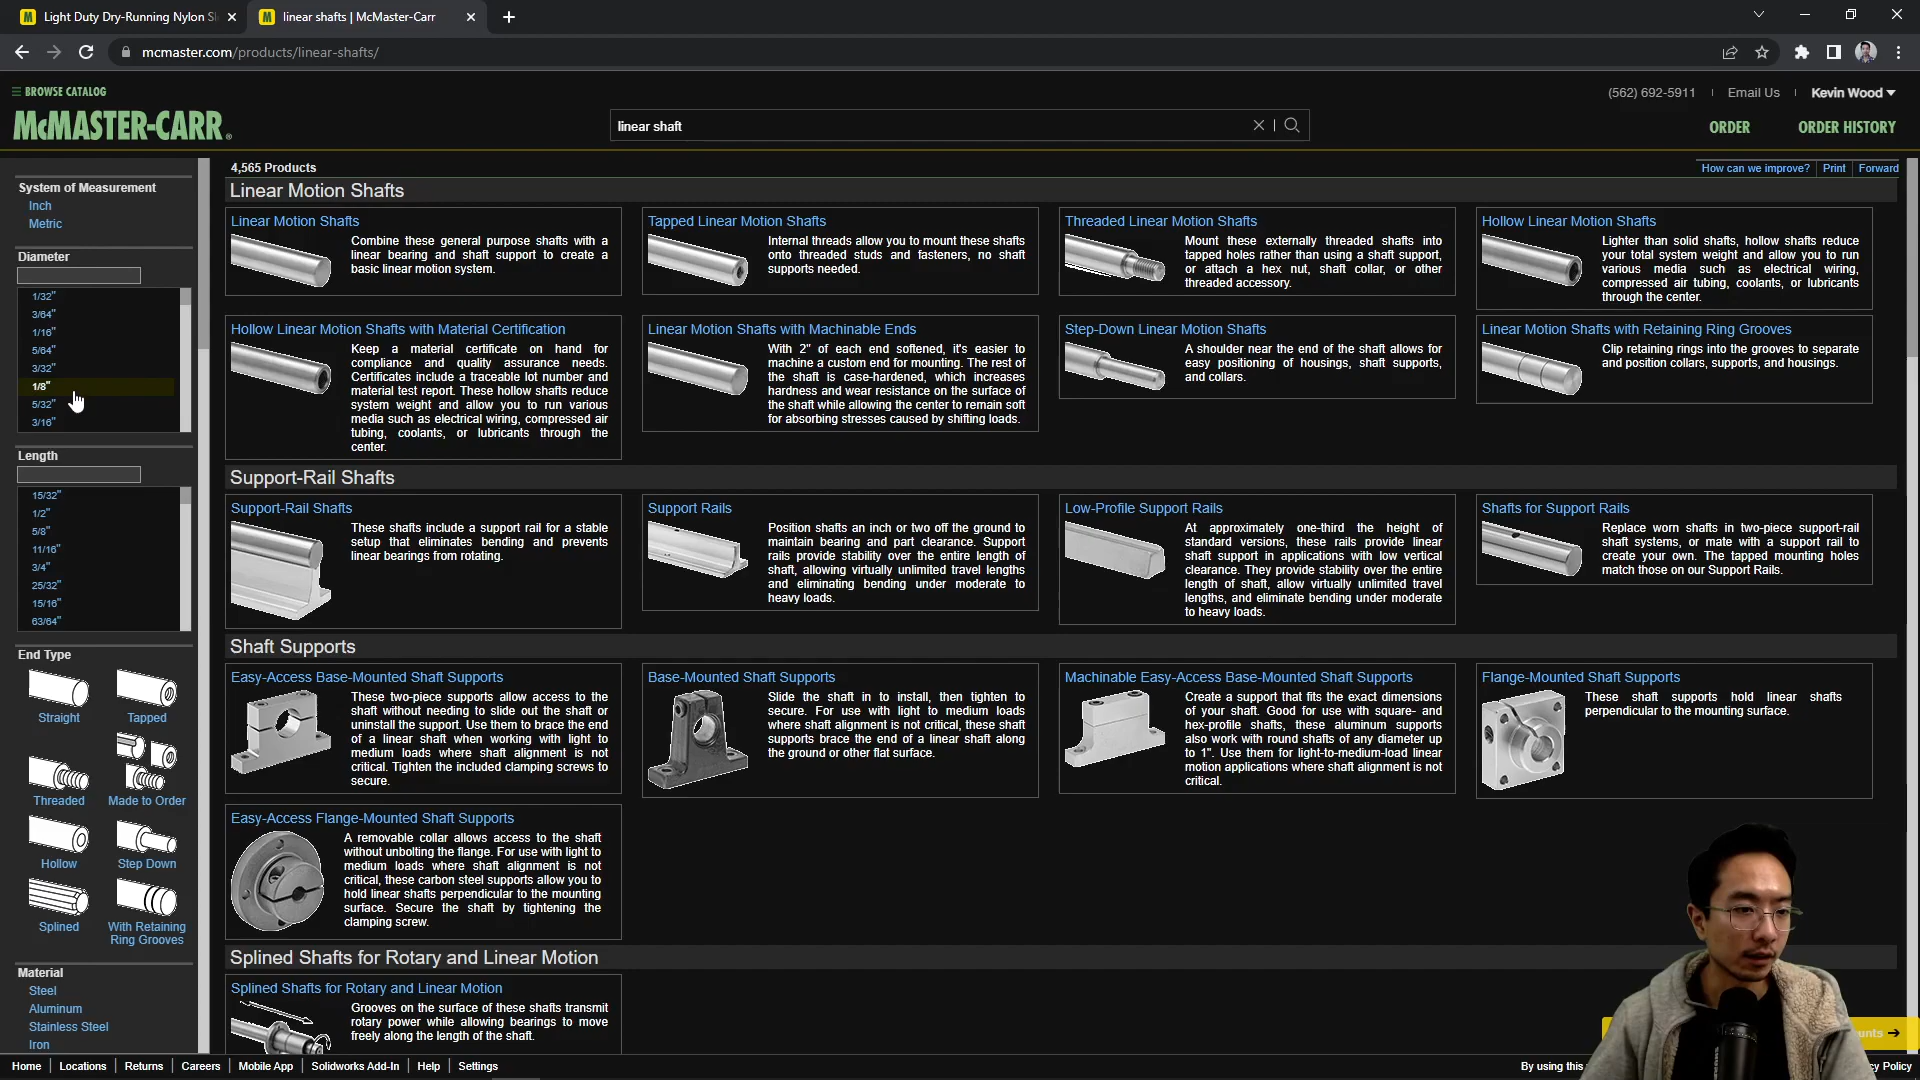 Light Duty Dry-Running Nylon Sl
linear shafts | McMaster-Carr
mcmaster.com/products/linear-shafts/
BROWSE CATALOG
McMASTER-CARR.
linear shaft
(562) 692-5911
Email Us
Kevin Wood
ORDER
ORDER HISTORY
System of Measurement
Inch
Metric
Diameter
1/32"
3/64"
1/16"
5/64"
3/32"
1/8"
5/32"
3/16"
Length
15/32"
1/2"
5/8"
11/16"
3/4"
25/32"
15/16"
63/64"
End Type
Straight
Tapped
Threaded
Made to Order
Hollow
Step Down
Splined
With Retaining
Ring Grooves
Material
Steel
Aluminum
Stainless Steel
Iron
4,565 Products
How can we improve?
Print
Forward
Linear Motion Shafts
Linear Motion Shafts
Combine these general purpose shafts with a
linear bearing and shaft support to create a
basic linear motion system.
Tapped Linear Motion Shafts
Internal threads allow you to mount these shafts
onto threaded studs and fasteners, no shaft
supports needed.
Threaded Linear Motion Shafts
Mount these externally threaded shafts into
tapped holes rather than using a shaft support,
or attach a hex nut, shaft collar, or other
threaded accessory.
Hollow Linear Motion Shafts
Lighter than solid shafts, hollow shafts reduce
your total system weight and allow you to run
various media such as electrical wiring,
compressed air tubing, coolants, or lubricants
through the center.
Hollow Linear Motion Shafts with Material Certification
Keep a material certificate on hand for
compliance and quality assurance needs.
Certificates include a traceable lot number and
material test report. These hollow shafts reduce
system weight and allow you to run various
media such as electrical wiring, compressed air
tubing, coolants, or lubricants through the
center.
Linear Motion Shafts with Machinable Ends
With 2" of each end softened, it's easier to
machine a custom end for mounting. The rest of
the shaft is case-hardened, which increases
hardness and wear resistance on the surface of
the shaft while allowing the center to remain soft
for absorbing stresses caused by shifting loads.
Step-Down Linear Motion Shafts
A shoulder near the end of the shaft allows for
easy positioning of housings, shaft supports,
and collars.
Linear Motion Shafts with Retaining Ring Grooves
Clip retaining rings into the grooves to separate
and position collars, supports, and housings.
Support-Rail Shafts
Support-Rail Shafts
These shafts include a support rail for a stable
setup that eliminates bending and prevents
linear bearings from rotating.
Support Rails
Position shafts an inch or two off the ground to
maintain bearing and part clearance. Support
rails provide stability over the entire length of
shaft, allowing virtually unlimited travel lengths
and eliminating bending under moderate to
heavy loads.
Low-Profile Support Rails
At approximately one-third the height of
standard versions, these rails provide linear
shaft support in applications with low vertical
clearance. They provide stability over the entire
length of shaft, allow virtually unlimited travel
lengths, and eliminate bending under moderate
to heavy loads.
Shafts for Support Rails
Replace worn shafts in two-piece support-rail
shaft systems, or mate with a support rail to
create your own. The tapped mounting holes
match those on our Support Rails.
Shaft Supports
Easy-Access Base-Mounted Shaft Supports
These two-piece supports allow access to the
shaft without needing to slide out the shaft or
uninstall the support. Use them to brace the end
of a linear shaft when working with light to
medium loads where shaft alignment is not
critical. Tighten the included clamping screws to
secure.
Base-Mounted Shaft Supports
Slide the shaft in to install, then tighten to
secure. For use with light to medium loads
where shaft alignment is not critical, these shaft
supports brace the end of a linear shaft along
the ground or other flat surface.
Machinable Easy-Access Base-Mounted Shaft Supports
Create a support that fits the exact dimensions
of your shaft. Good for use with square- and
hex-profile shafts, these aluminum supports
also work with round shafts of any diameter up
to 1". Use them for light-to-medium-load linear
motion applications where shaft alignment is not
critical.
Flange-Mounted Shaft Supports
These shaft supports hold linear shafts
perpendicular to the mounting surface.
Easy-Access Flange-Mounted Shaft Supports
A removable collar allows access to the shaft
without unbolting the flange. For use with light to
medium loads where shaft alignment is not
critical, these carbon steel supports allow you to
hold linear shafts perpendicular to the mounting
surface. Secure the shaft by tightening the
clamping screw.
Splined Shafts for Rotary and Linear Motion
Splined Shafts for Rotary and Linear Motion
Grooves on the surface of these shafts transmit
rotary power while allowing bearings to move
freely along the length of the shaft.
Home
Locations
Returns
Careers
Mobile App
Solidworks Add-In
Help
Settings
By using this
cy Policy